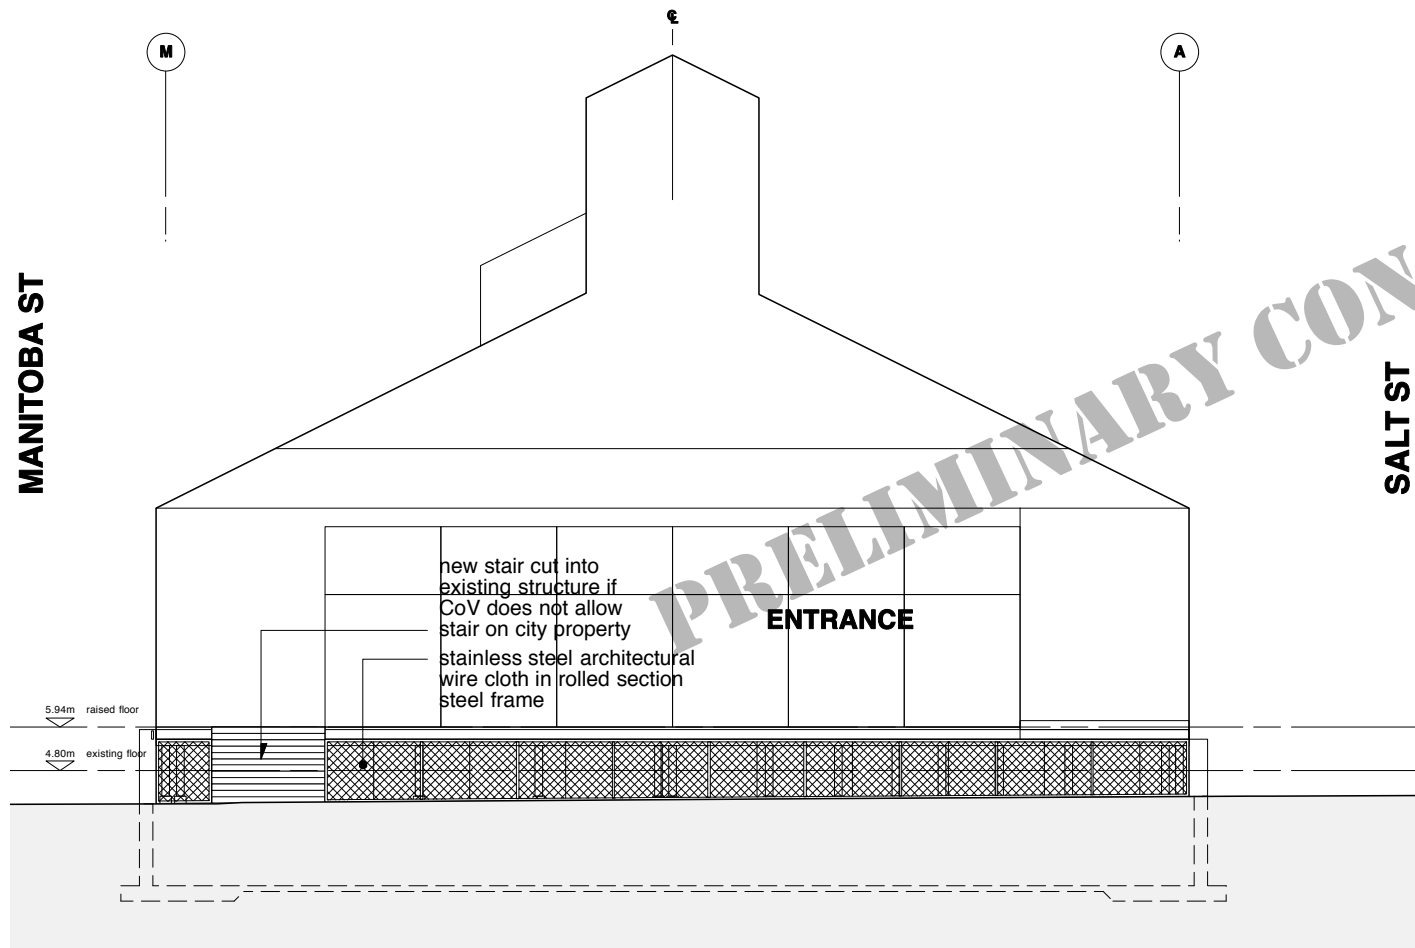 ℄
M
A
MANITOBA ST
SALT ST
PRELIMINARY CON
new stair cut into
existing structure if
CoV does not allow
stair on city property
ENTRANCE
stainless steel architectural
wire cloth in rolled section
steel frame
5.94m raised floor
4.80m existing floor